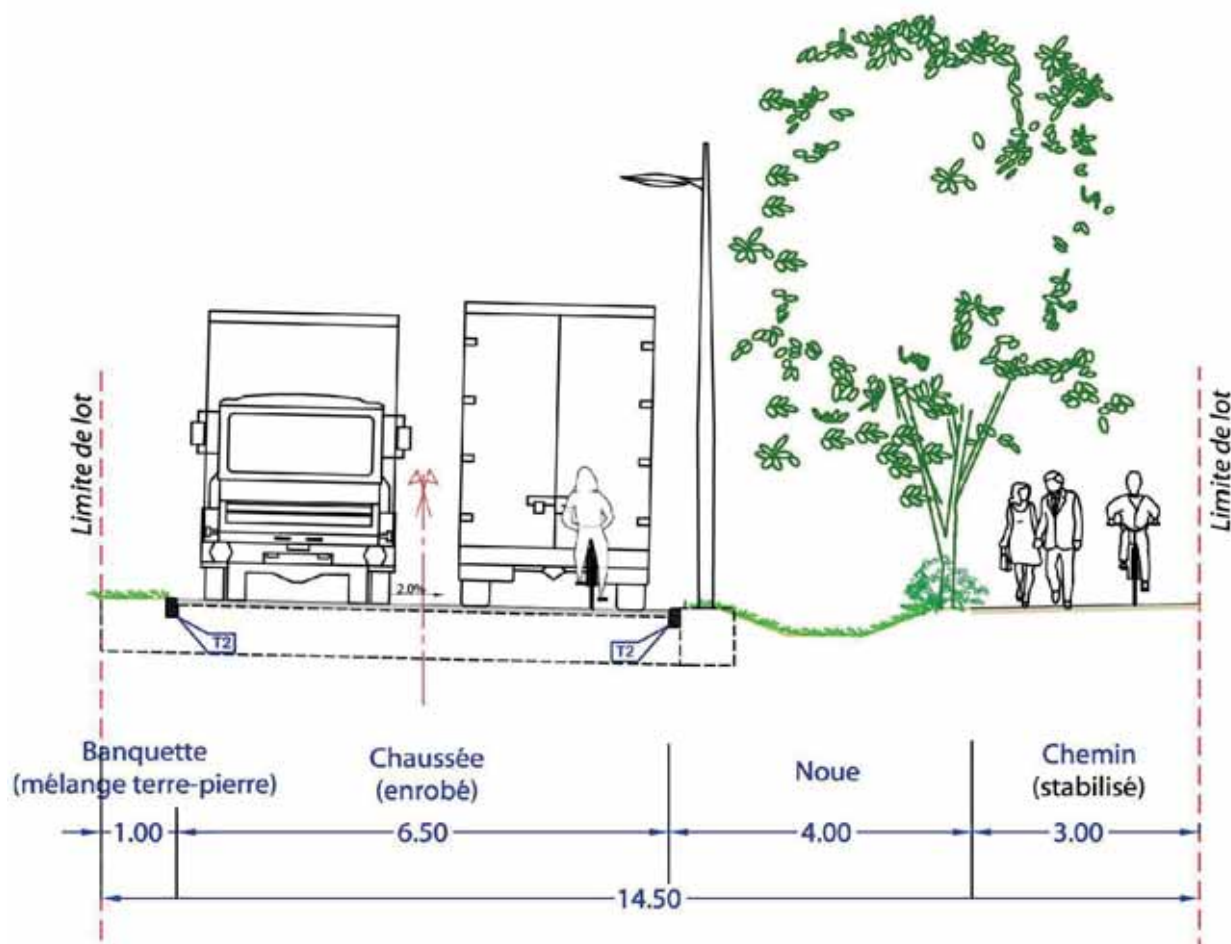 Limite de lot
Limite de lot
2.0%
T2
T2
Banquette
(mélange terre-pierre)
Chaussée
(enrobé)
Noue
Chemin
(stabilisé)
1.00
6.50
4.00
3.00
14.50